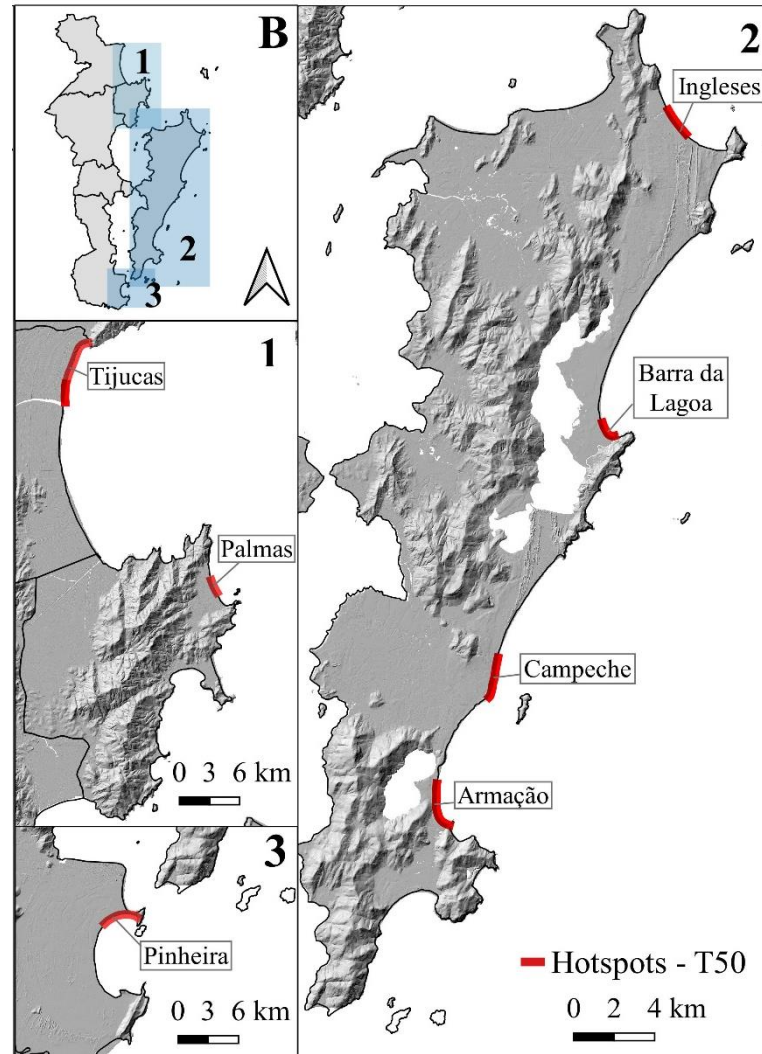 B
1
2
3
1
Tijucas
Palmas
0 3 6 km
3
Pinheira
0 3 6 km
2
Ingleses
Barra da
Lagoa
Campeche
Armação
Hotspots - T50
0 2 4 km